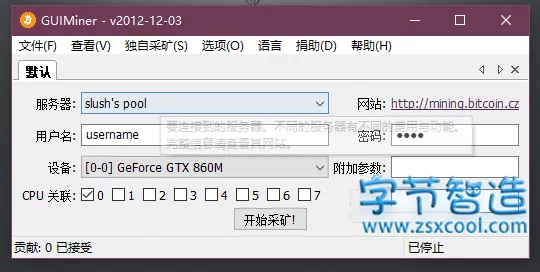 GUIMiner - v2012-12-03
文件(F) 查看(V) 独自采矿(S) 选项(O) 语言 捐助(D) 帮助(H)
默认
服务器: slush's pool 网站: http://mining.bitcoin.cz
要连接到的服务器。不同的服务器有不同的费用与功能。
完整信息请查看其网站。
用户名: username 密码: ●●●●
设备: [0-0] GeForce GTX 860M 附加参数:
CPU 关联: 0 1 2 3 4 5 6 7
开始采矿!
字节智造
www.zsxcool.com
贡献: 0 已接受 已停止